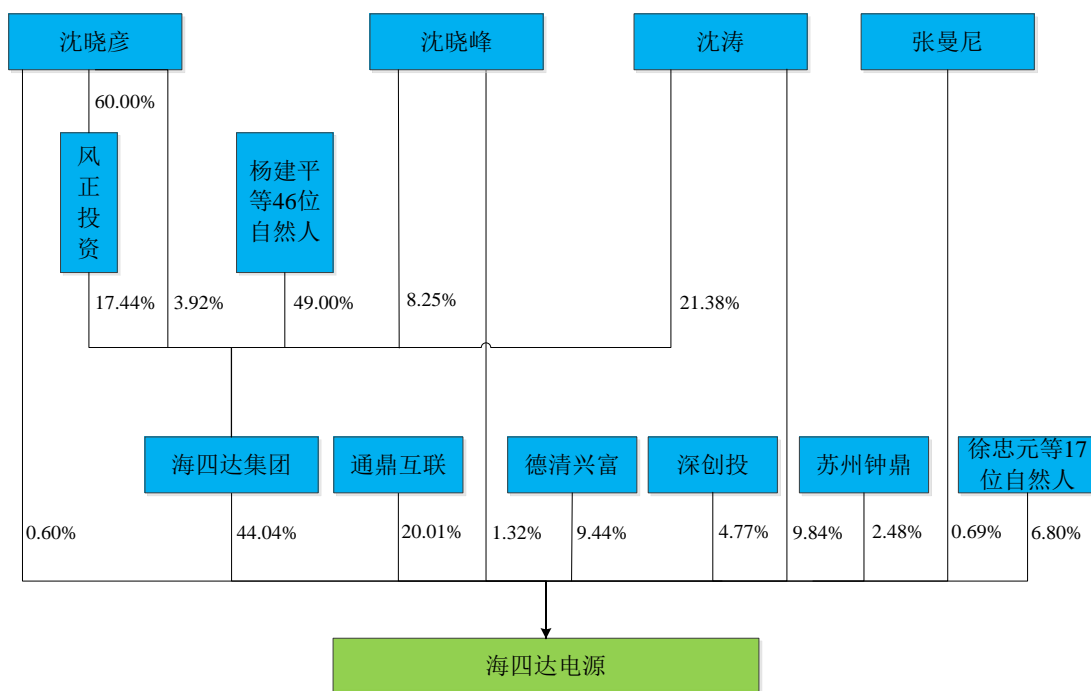 沈晓彦
沈晓峰
沈涛
张曼尼
60.00%
风
正
投
资
杨建平
等46位
自然人
17.44%
3.92%
49.00%
8.25%
21.38%
海四达集团
通鼎互联
德清兴富
深创投
苏州钟鼎
徐忠元等17
位自然人
0.60%
44.04%
20.01%
1.32%
9.44%
4.77%
9.84%
2.48%
0.69%
6.80%
海四达电源